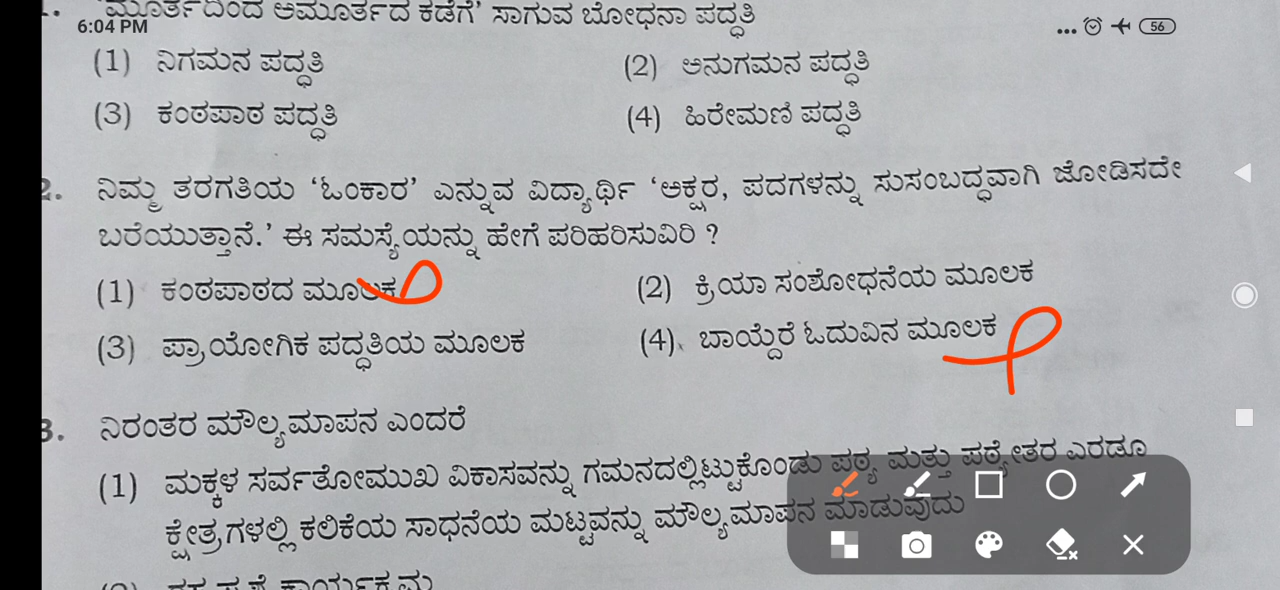 1. 'ಮೂರ್ತದಿಂದ ಅಮೂರ್ತದ ಕಡೆಗೆ' ಸಾಗುವ ಬೋಧನಾ ಪದ್ಧತಿ
6:04 PM
56
(1) ನಿಗಮನ ಪದ್ಧತಿ (2) ಅನುಗಮನ ಪದ್ಧತಿ
(3) ಕಂಠಪಾಠ ಪದ್ಧತಿ (4) ಹಿರೇಮಣಿ ಪದ್ಧತಿ
2. ನಿಮ್ಮ ತರಗತಿಯ 'ಓಂಕಾರ' ಎನ್ನುವ ವಿದ್ಯಾರ್ಥಿ 'ಅಕ್ಷರ, ಪದಗಳನ್ನು ಸುಸಂಬದ್ಧವಾಗಿ ಜೋಡಿಸದೇ
ಬರೆಯುತ್ತಾನೆ.' ಈ ಸಮಸ್ಯೆಯನ್ನು ಹೇಗೆ ಪರಿಹರಿಸುವಿರಿ ?
(1) ಕಂಠಪಾಠದ ಮೂಲಕ (2) ಕ್ರಿಯಾ ಸಂಶೋಧನೆಯ ಮೂಲಕ
(3) ಪ್ರಾಯೋಗಿಕ ಪದ್ಧತಿಯ ಮೂಲಕ (4) ಬಾಯ್ದೆರೆ ಓದುವಿನ ಮೂಲಕ
3. ನಿರಂತರ ಮೌಲ್ಯಮಾಪನ ಎಂದರೆ
(1) ಮಕ್ಕಳ ಸರ್ವತೋಮುಖ ವಿಕಾಸವನ್ನು ಗಮನದಲ್ಲಿಟ್ಟುಕೊಂಡು ಪಠ್ಯ ಮತ್ತು ಪಠ್ಯೇತರ ಎರಡೂ
ಕ್ಷೇತ್ರಗಳಲ್ಲಿ ಕಲಿಕೆಯ ಸಾಧನೆಯ ಮಟ್ಟವನ್ನು ಮೌಲ್ಯಮಾಪನ ಮಾಡುವುದು